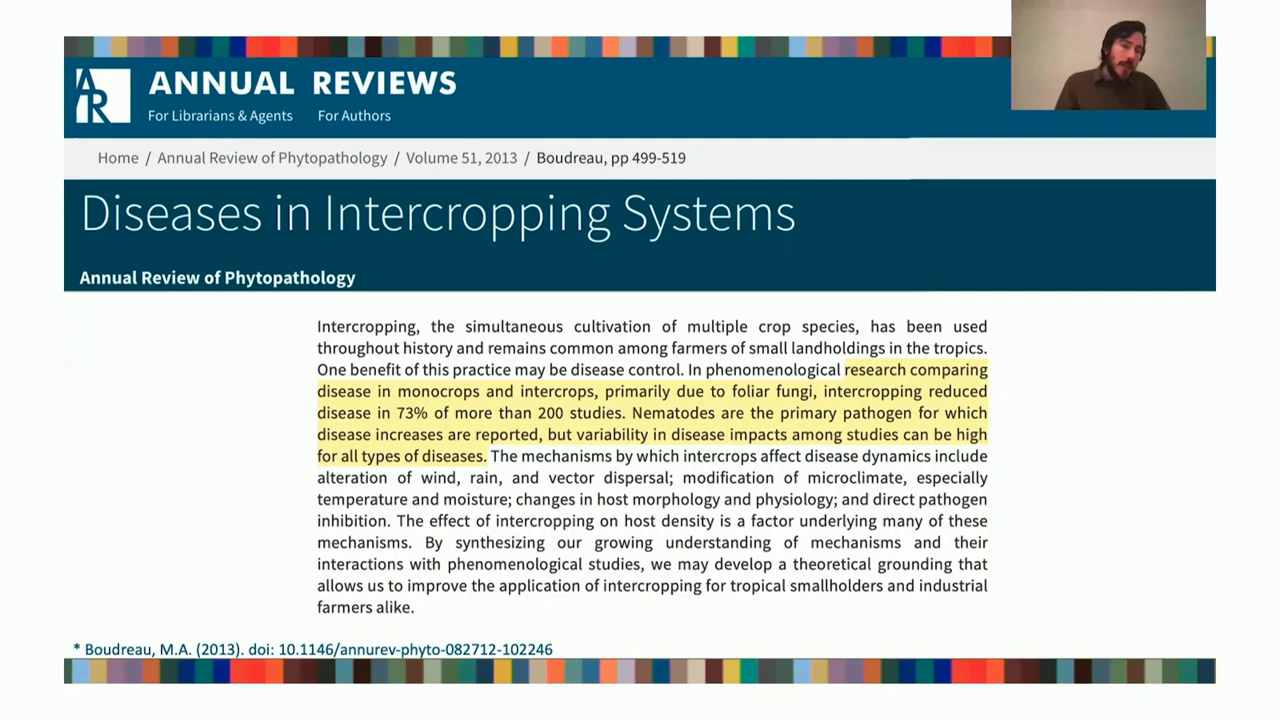 AR
ANNUAL REVIEWS
For Librarians & Agents For Authors
Home / Annual Review of Phytopathology / Volume 51, 2013 / Boudreau, pp 499-519
Diseases in Intercropping Systems
Annual Review of Phytopathology
Intercropping, the simultaneous cultivation of multiple crop species, has been used
throughout history and remains common among farmers of small landholdings in the tropics.
One benefit of this practice may be disease control. In phenomenological research comparing
disease in monocrops and intercrops, primarily due to foliar fungi, intercropping reduced
disease in 73% of more than 200 studies. Nematodes are the primary pathogen for which
disease increases are reported, but variability in disease impacts among studies can be high
for all types of diseases. The mechanisms by which intercrops affect disease dynamics include
alteration of wind, rain, and vector dispersal; modification of microclimate, especially
temperature and moisture; changes in host morphology and physiology; and direct pathogen
inhibition. The effect of intercropping on host density is a factor underlying many of these
mechanisms. By synthesizing our growing understanding of mechanisms and their
interactions with phenomenological studies, we may develop a theoretical grounding that
allows us to improve the application of intercropping for tropical smallholders and industrial
farmers alike.
* Boudreau, M.A. (2013). doi: 10.1146/annurev-phyto-082712-102246